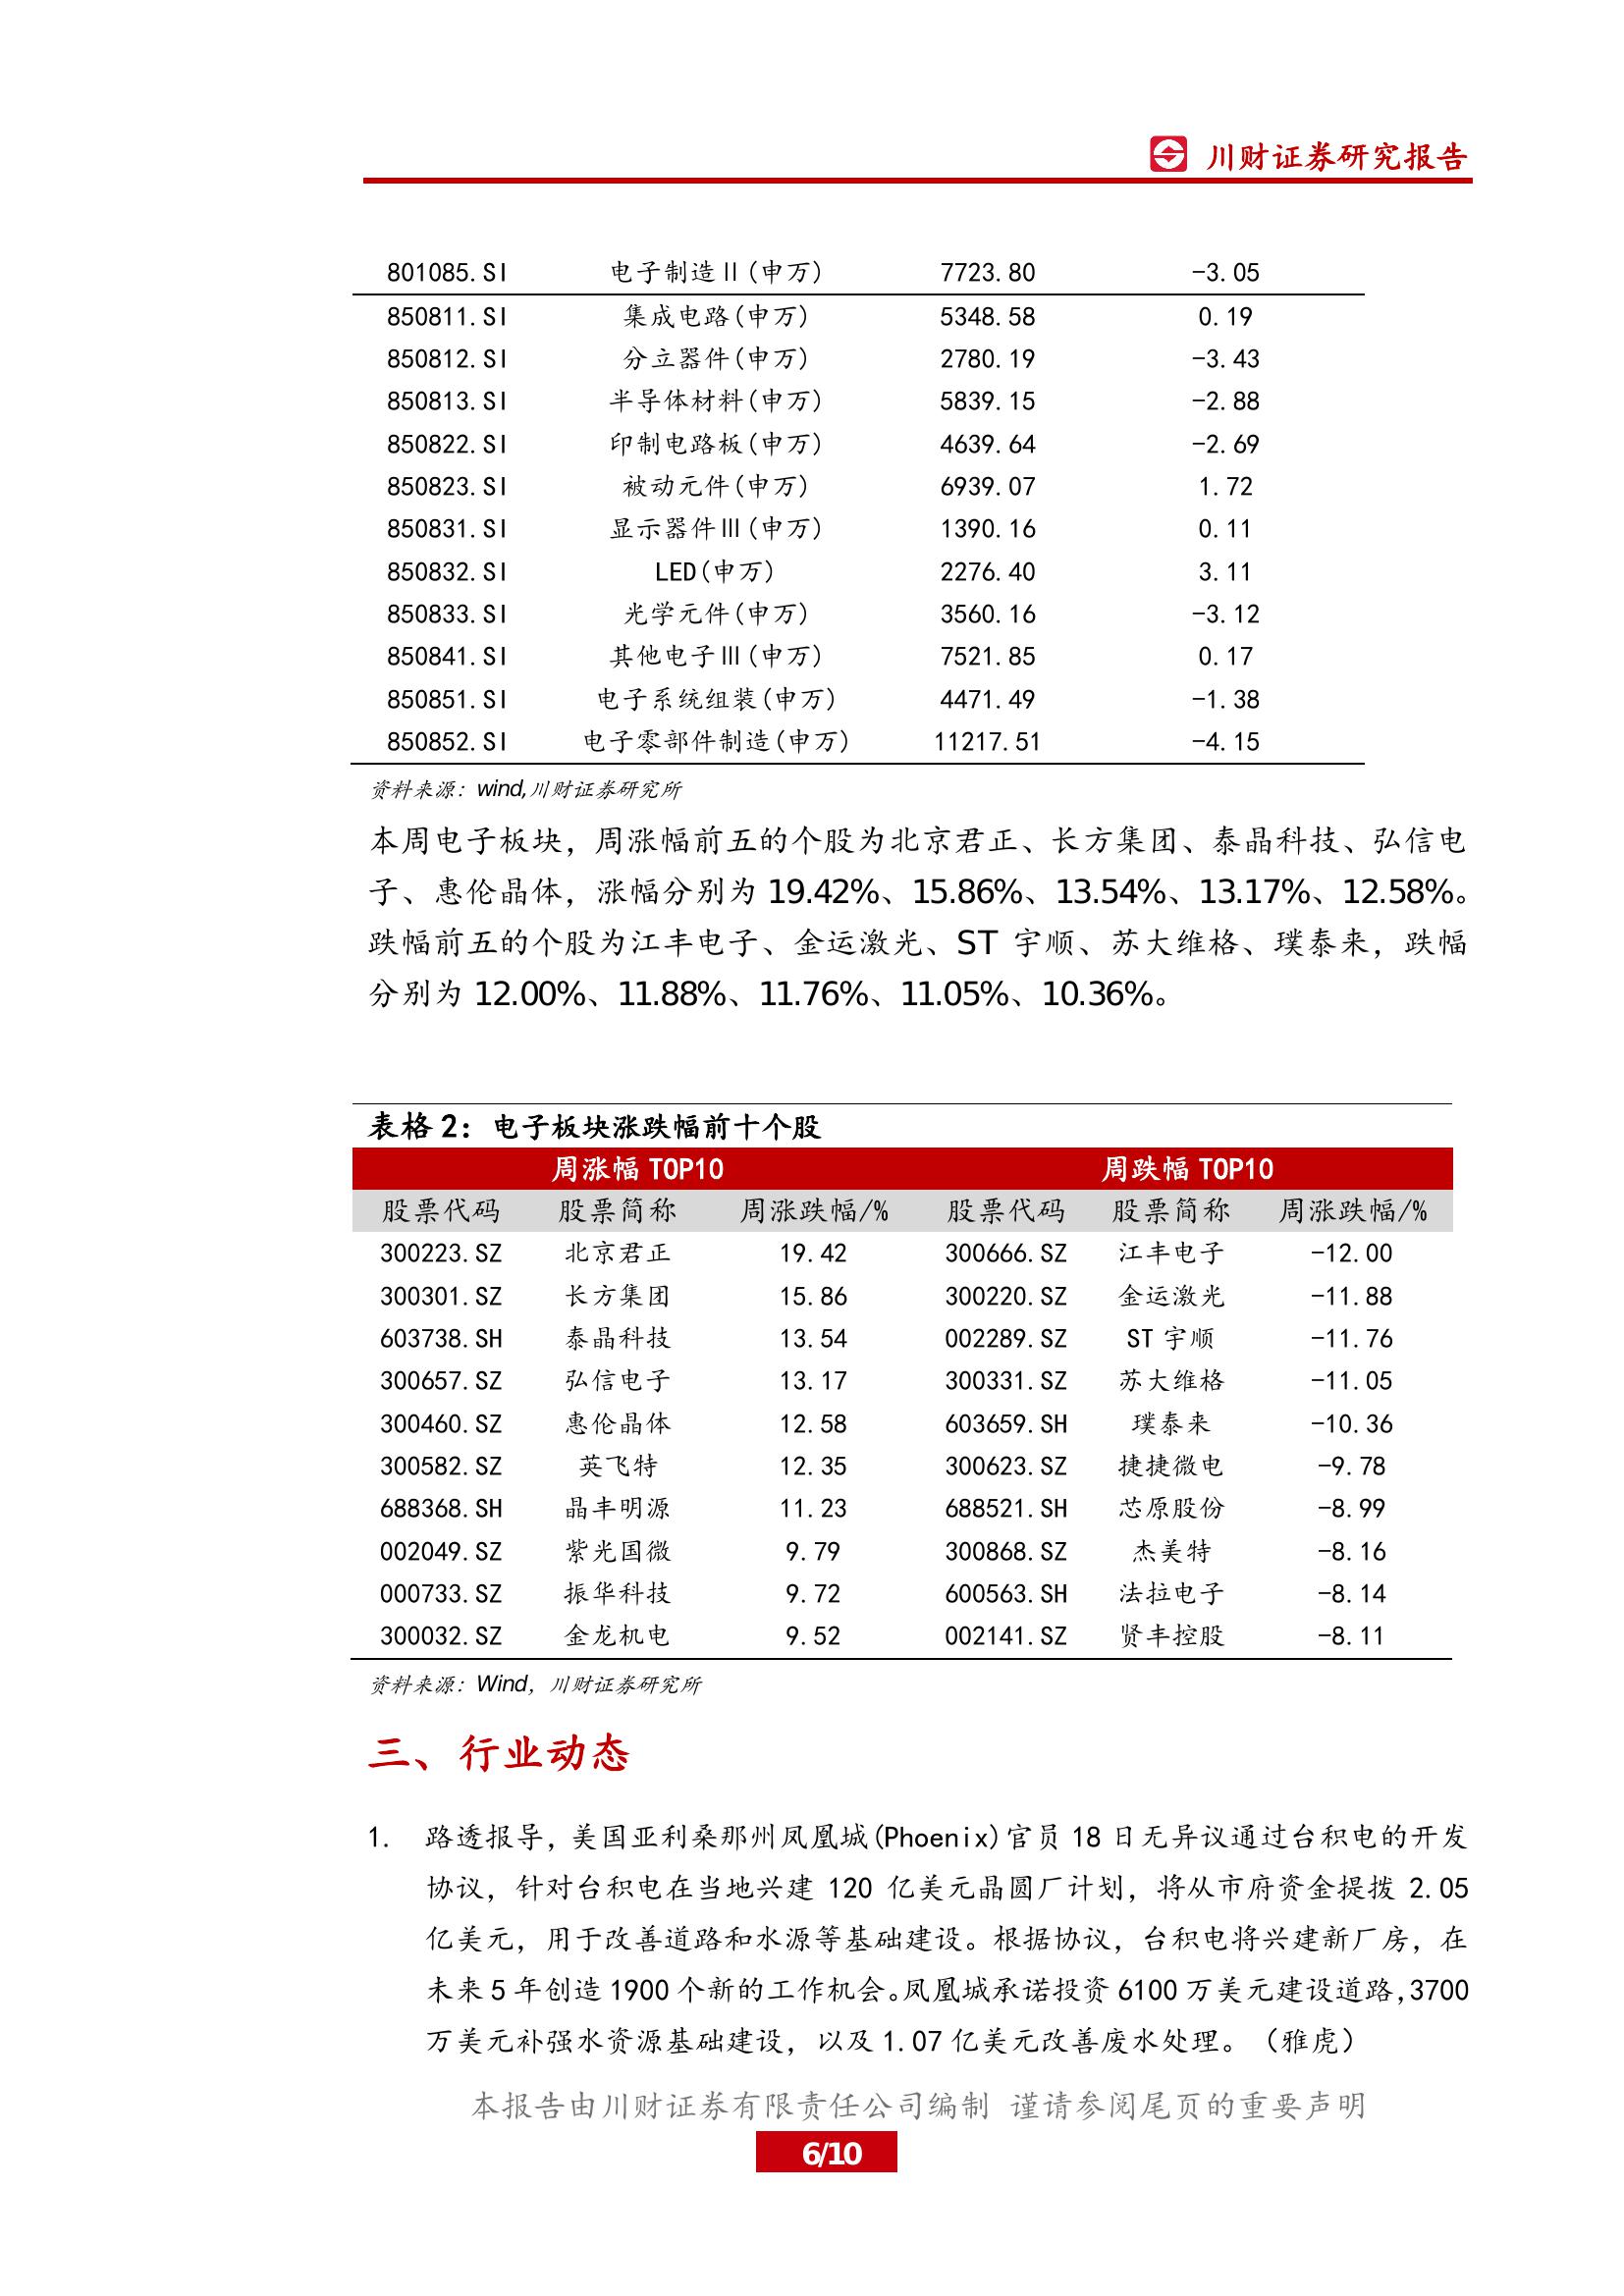 川财证券研究报告
801085.SI 电子制造Ⅱ(申万) 7723.80 -3.05
850811.SI 集成电路(申万) 5348.58 0.19
850812.SI 分立器件(申万) 2780.19 -3.43
850813.SI 半导体材料(申万) 5839.15 -2.88
850822.SI 印制电路板(申万) 4639.64 -2.69
850823.SI 被动元件(申万) 6939.07 1.72
850831.SI 显示器件Ⅲ(申万) 1390.16 0.11
850832.SI LED(申万) 2276.40 3.11
850833.SI 光学元件(申万) 3560.16 -3.12
850841.SI 其他电子Ⅲ(申万) 7521.85 0.17
850851.SI 电子系统组装(申万) 4471.49 -1.38
850852.SI 电子零部件制造(申万) 11217.51 -4.15
资料来源：wind,川财证券研究所
本周电子板块，周涨幅前五的个股为北京君正、长方集团、泰晶科技、弘信电
子、惠伦晶体，涨幅分别为 19.42%、15.86%、13.54%、13.17%、12.58%。
跌幅前五的个股为江丰电子、金运激光、ST 宇顺、苏大维格、璞泰来，跌幅
分别为 12.00%、11.88%、11.76%、11.05%、10.36%。
表格 2：电子板块涨跌幅前十个股
周涨幅 TOP10 周跌幅 TOP10
股票代码 股票简称 周涨跌幅/% 股票代码 股票简称 周涨跌幅/%
300223.SZ 北京君正 19.42 300666.SZ 江丰电子 -12.00
300301.SZ 长方集团 15.86 300220.SZ 金运激光 -11.88
603738.SH 泰晶科技 13.54 002289.SZ ST 宇顺 -11.76
300657.SZ 弘信电子 13.17 300331.SZ 苏大维格 -11.05
300460.SZ 惠伦晶体 12.58 603659.SH 璞泰来 -10.36
300582.SZ 英飞特 12.35 300623.SZ 捷捷微电 -9.78
688368.SH 晶丰明源 11.23 688521.SH 芯原股份 -8.99
002049.SZ 紫光国微 9.79 300868.SZ 杰美特 -8.16
000733.SZ 振华科技 9.72 600563.SH 法拉电子 -8.14
300032.SZ 金龙机电 9.52 002141.SZ 贤丰控股 -8.11
资料来源：Wind，川财证券研究所
三、行业动态
1. 路透报导，美国亚利桑那州凤凰城(Phoenix)官员 18 日无异议通过台积电的开发
协议，针对台积电在当地兴建 120 亿美元晶圆厂计划，将从市府资金提拨 2.05
亿美元，用于改善道路和水源等基础建设。根据协议，台积电将兴建新厂房，在
未来 5 年创造 1900 个新的工作机会。凤凰城承诺投资 6100 万美元建设道路，3700
万美元补强水资源基础建设，以及 1.07 亿美元改善废水处理。（雅虎）
本报告由川财证券有限责任公司编制 谨请参阅尾页的重要声明
6/10